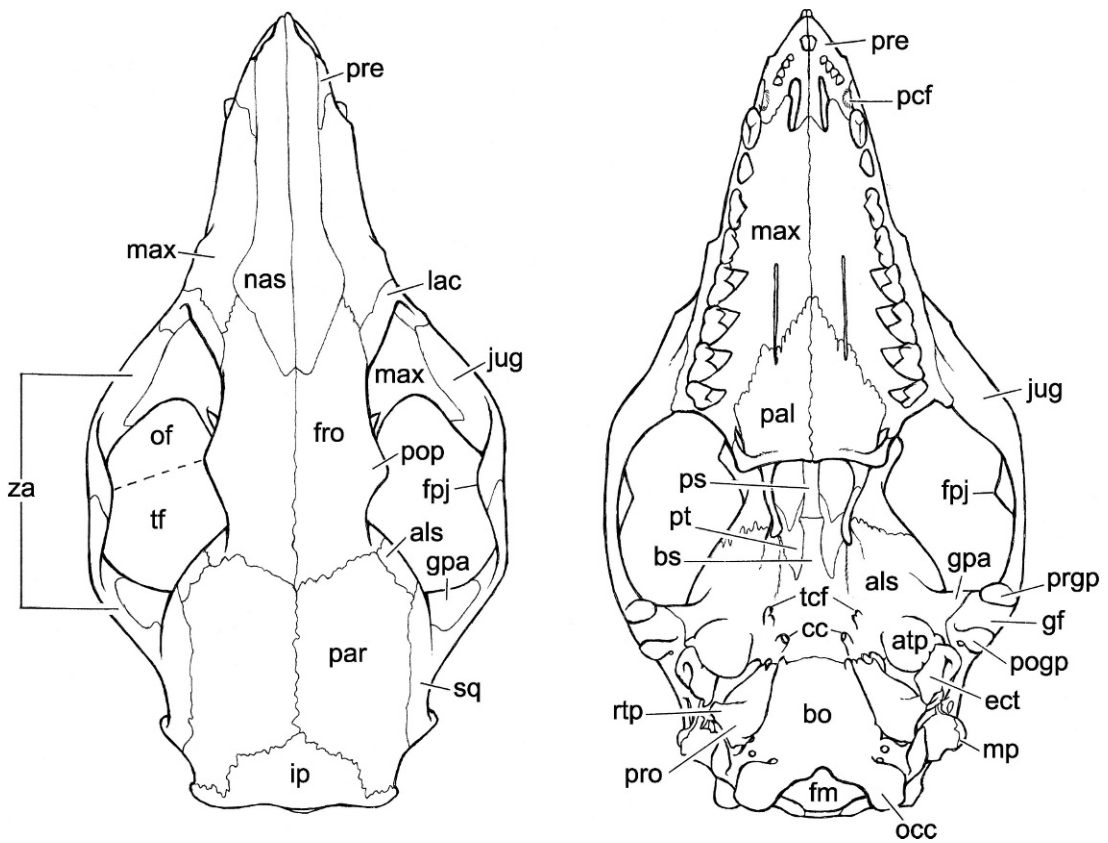 pre
max
nas
lac
max
jug
of
fro
pop
za
fpj
tf
als
gpa
par
sq
ip
pre
pcf
max
jug
pal
ps
fpj
pt
bs
als
gpa
prgp
tcf
gf
cc
atp
pogp
ect
rtp
bo
mp
pro
fm
occ